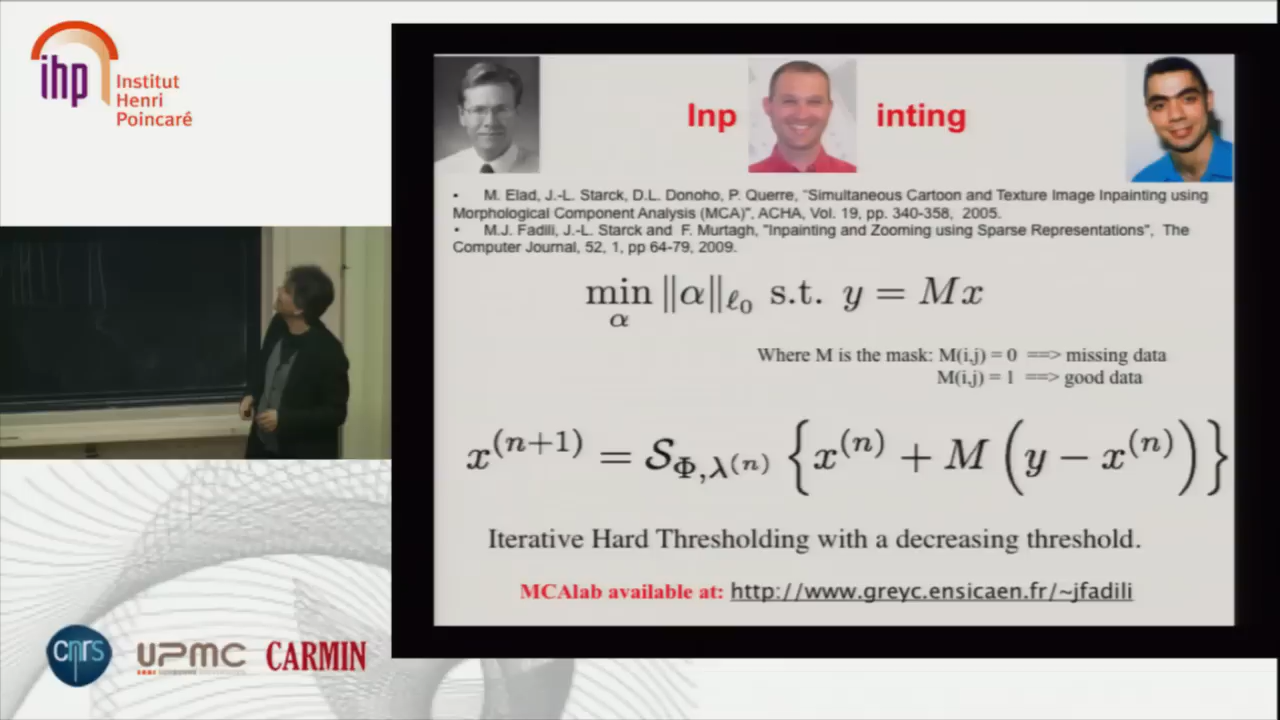 ihp Institut
Henri
Poincaré
Inp inting
• M. Elad, J.-L. Starck, D.L. Donoho, P. Querre, "Simultaneous Cartoon and Texture Image Inpainting using
Morphological Component Analysis (MCA)", ACHA, Vol. 19, pp. 340-358, 2005.
• M.J. Fadili, J.-L. Starck and F. Murtagh, "Inpainting and Zooming using Sparse Representations", The
Computer Journal, 52, 1, pp 64-79, 2009.
min_α ‖α‖_{ℓ_0} s.t. y = Mx
Where M is the mask: M(i,j) = 0 ==> missing data
M(i,j) = 1 ==> good data
x^{(n+1)} = 𝒮_{Φ,λ^{(n)}} {x^{(n)} + M (y − x^{(n)})}
Iterative Hard Thresholding with a decreasing threshold.
MCAlab available at: http://www.greyc.ensicaen.fr/~jfadili
cnrs UPMC CARMIN